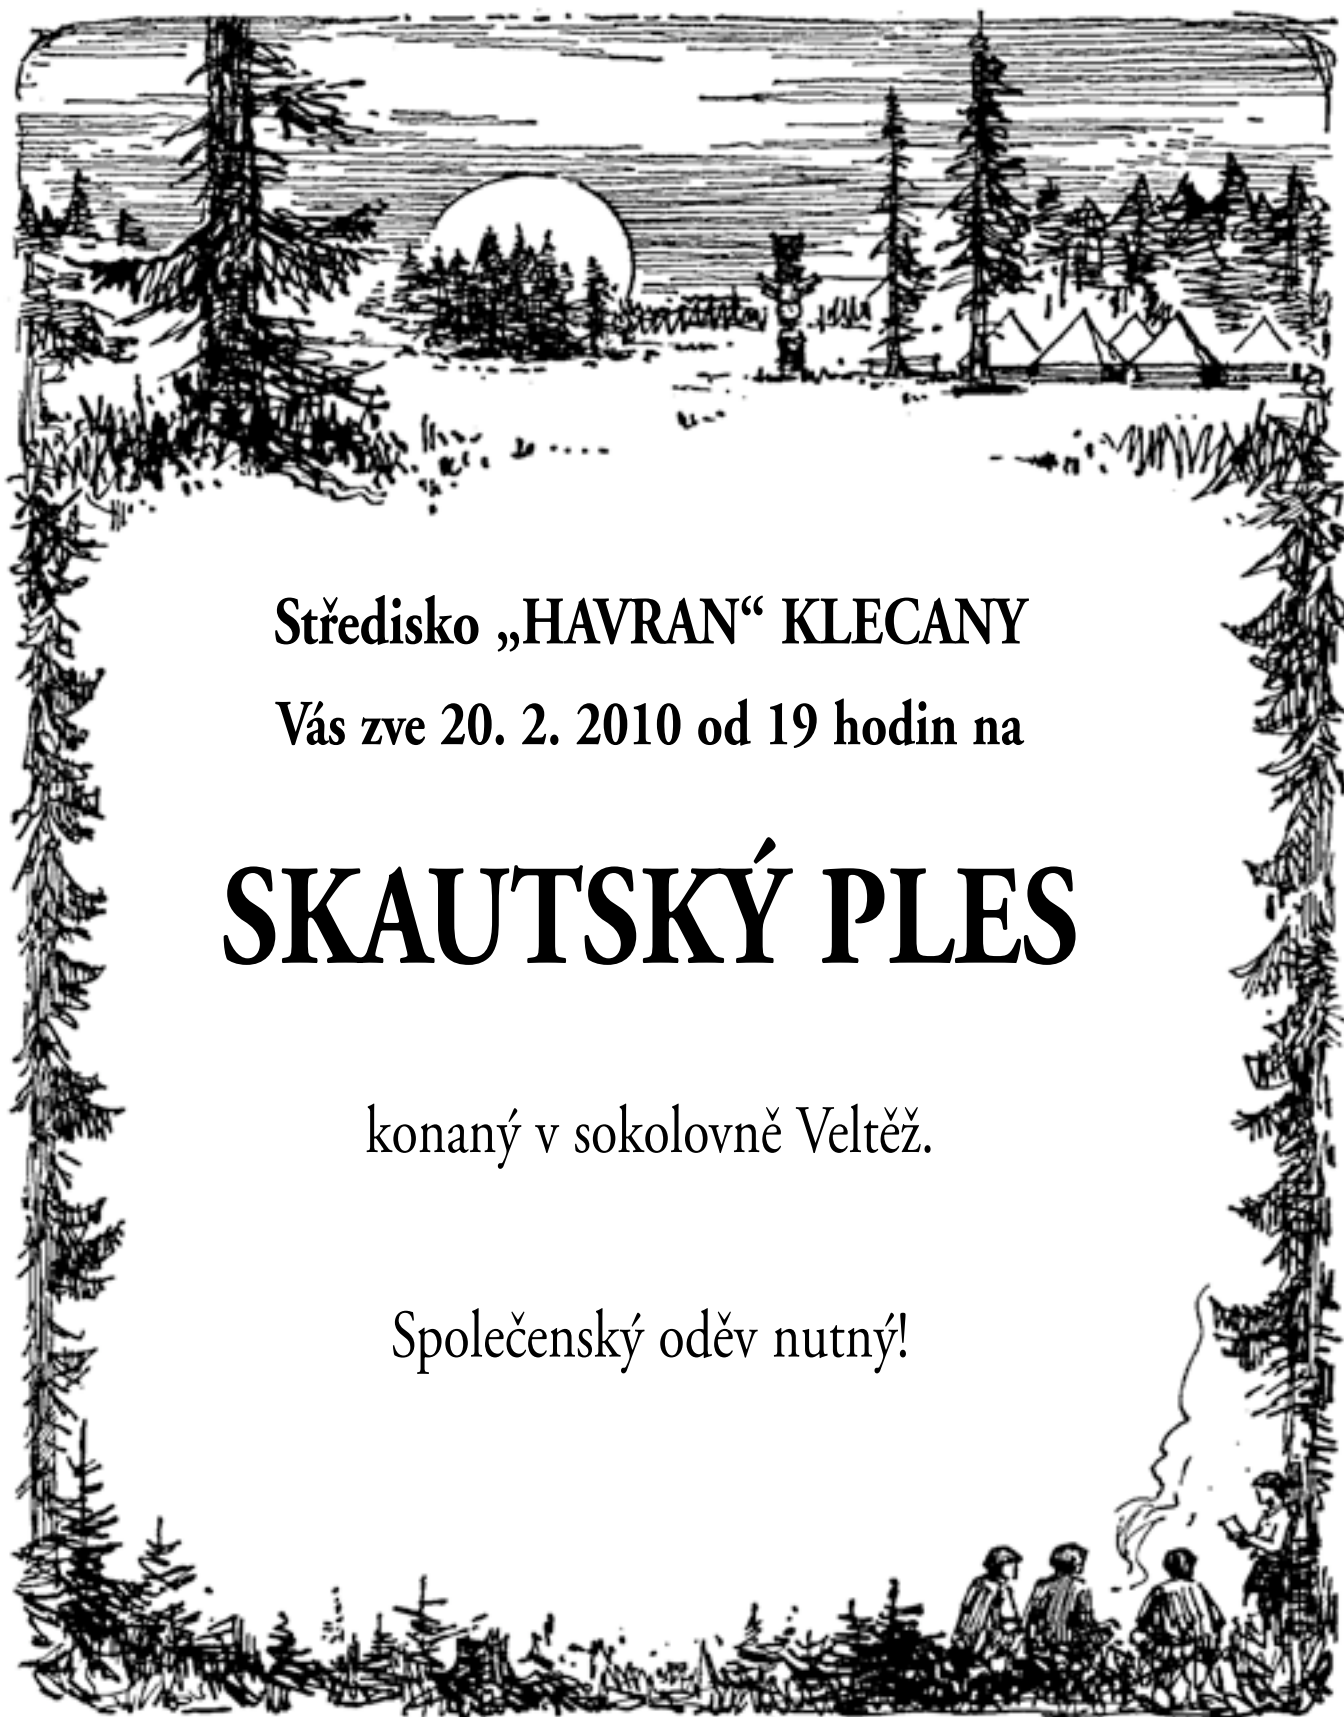 Středisko „HAVRAN“ KLECANY
Vás zve 20. 2. 2010 od 19 hodin na
SKAUTSKÝ PLES
konaný v sokolovně Veltěž.
Společenský oděv nutný!